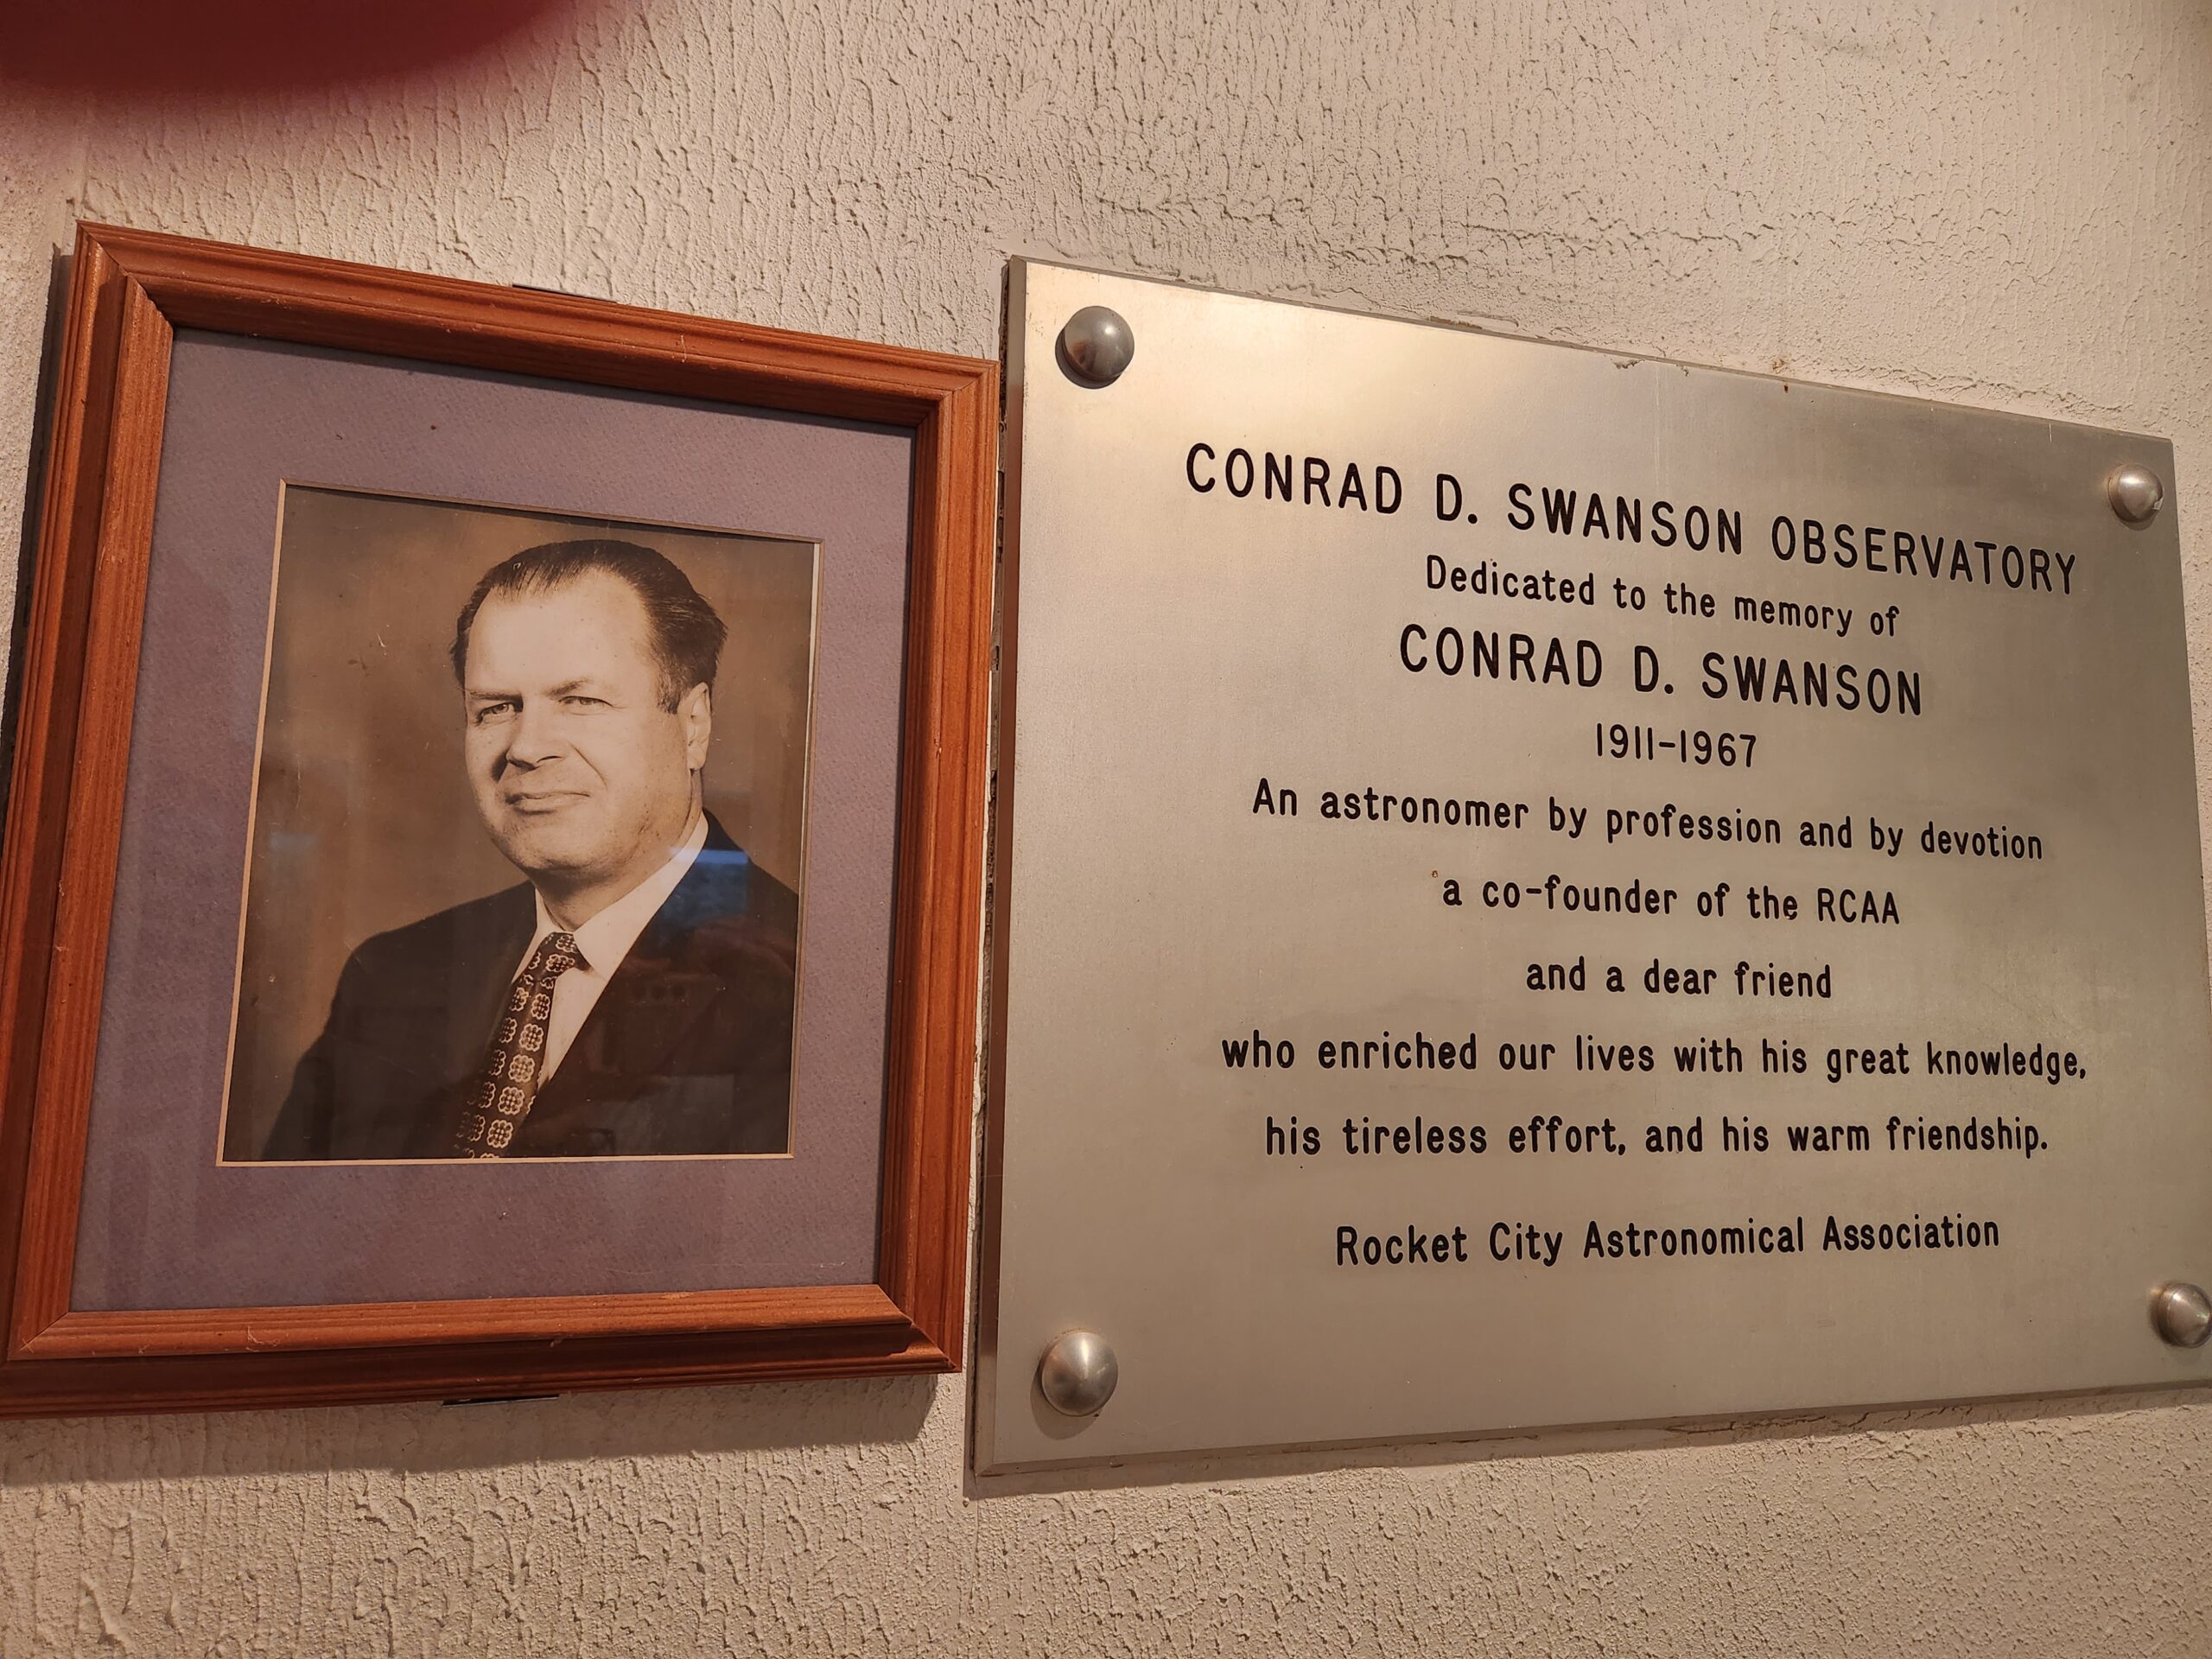 CONRAD D. SWANSON OBSERVATORY
Dedicated to the memory of
CONRAD D. SWANSON
1911-1967
An astronomer by profession and by devotion
a co-founder of the RCAA
and a dear friend
who enriched our lives with his great knowledge,
his tireless effort, and his warm friendship.
Rocket City Astronomical Association